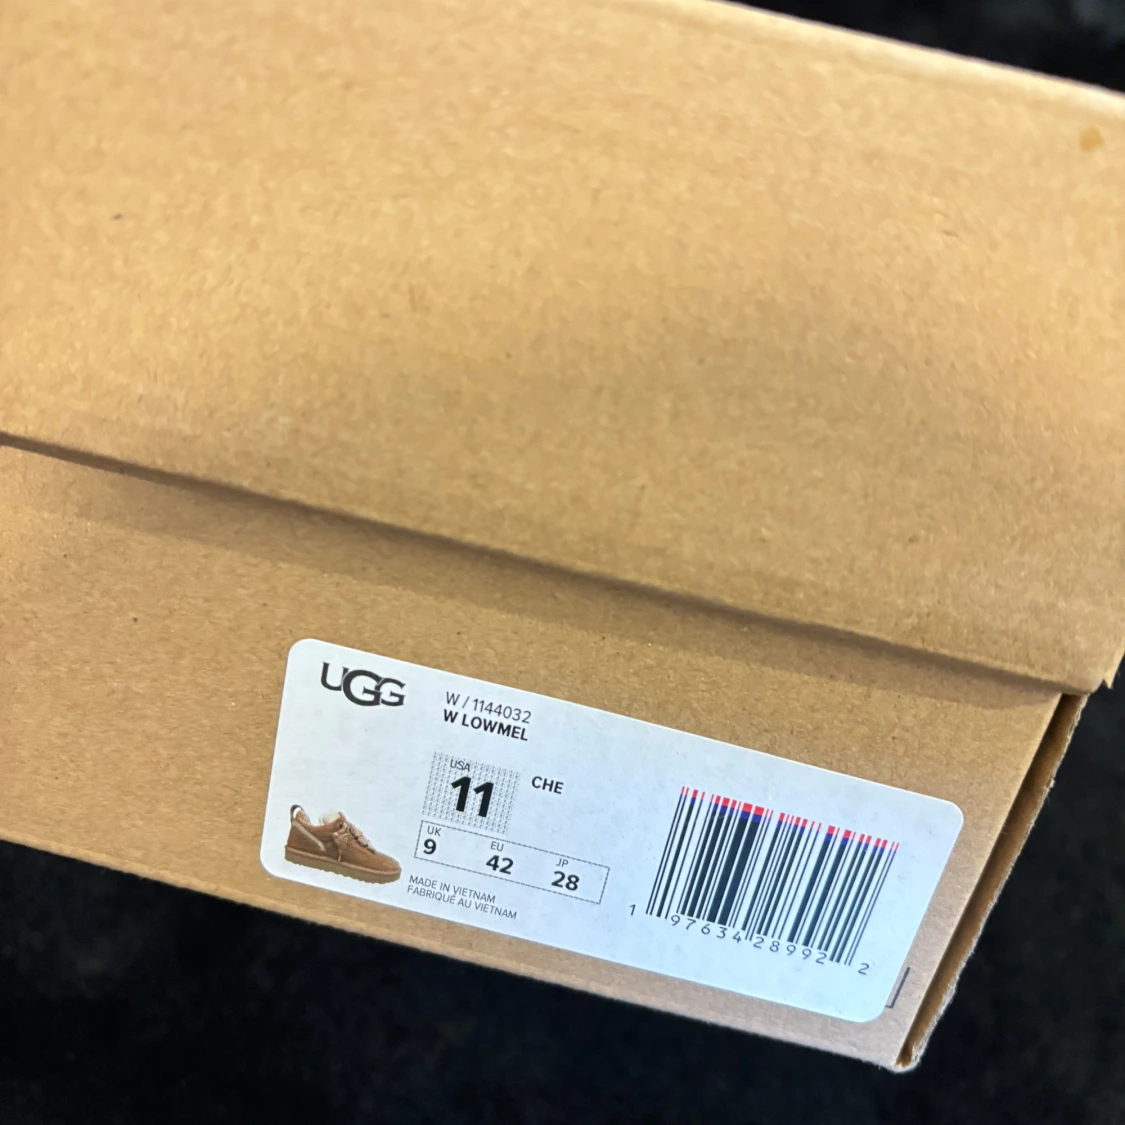 UGG
W / 1144032
W LOWMEL
USA
11
CHE
UK
9
EU
42
JP
28
MADE IN VIETNAM
FABRIQUÉ AU VIETNAM
1 97634 28992 2